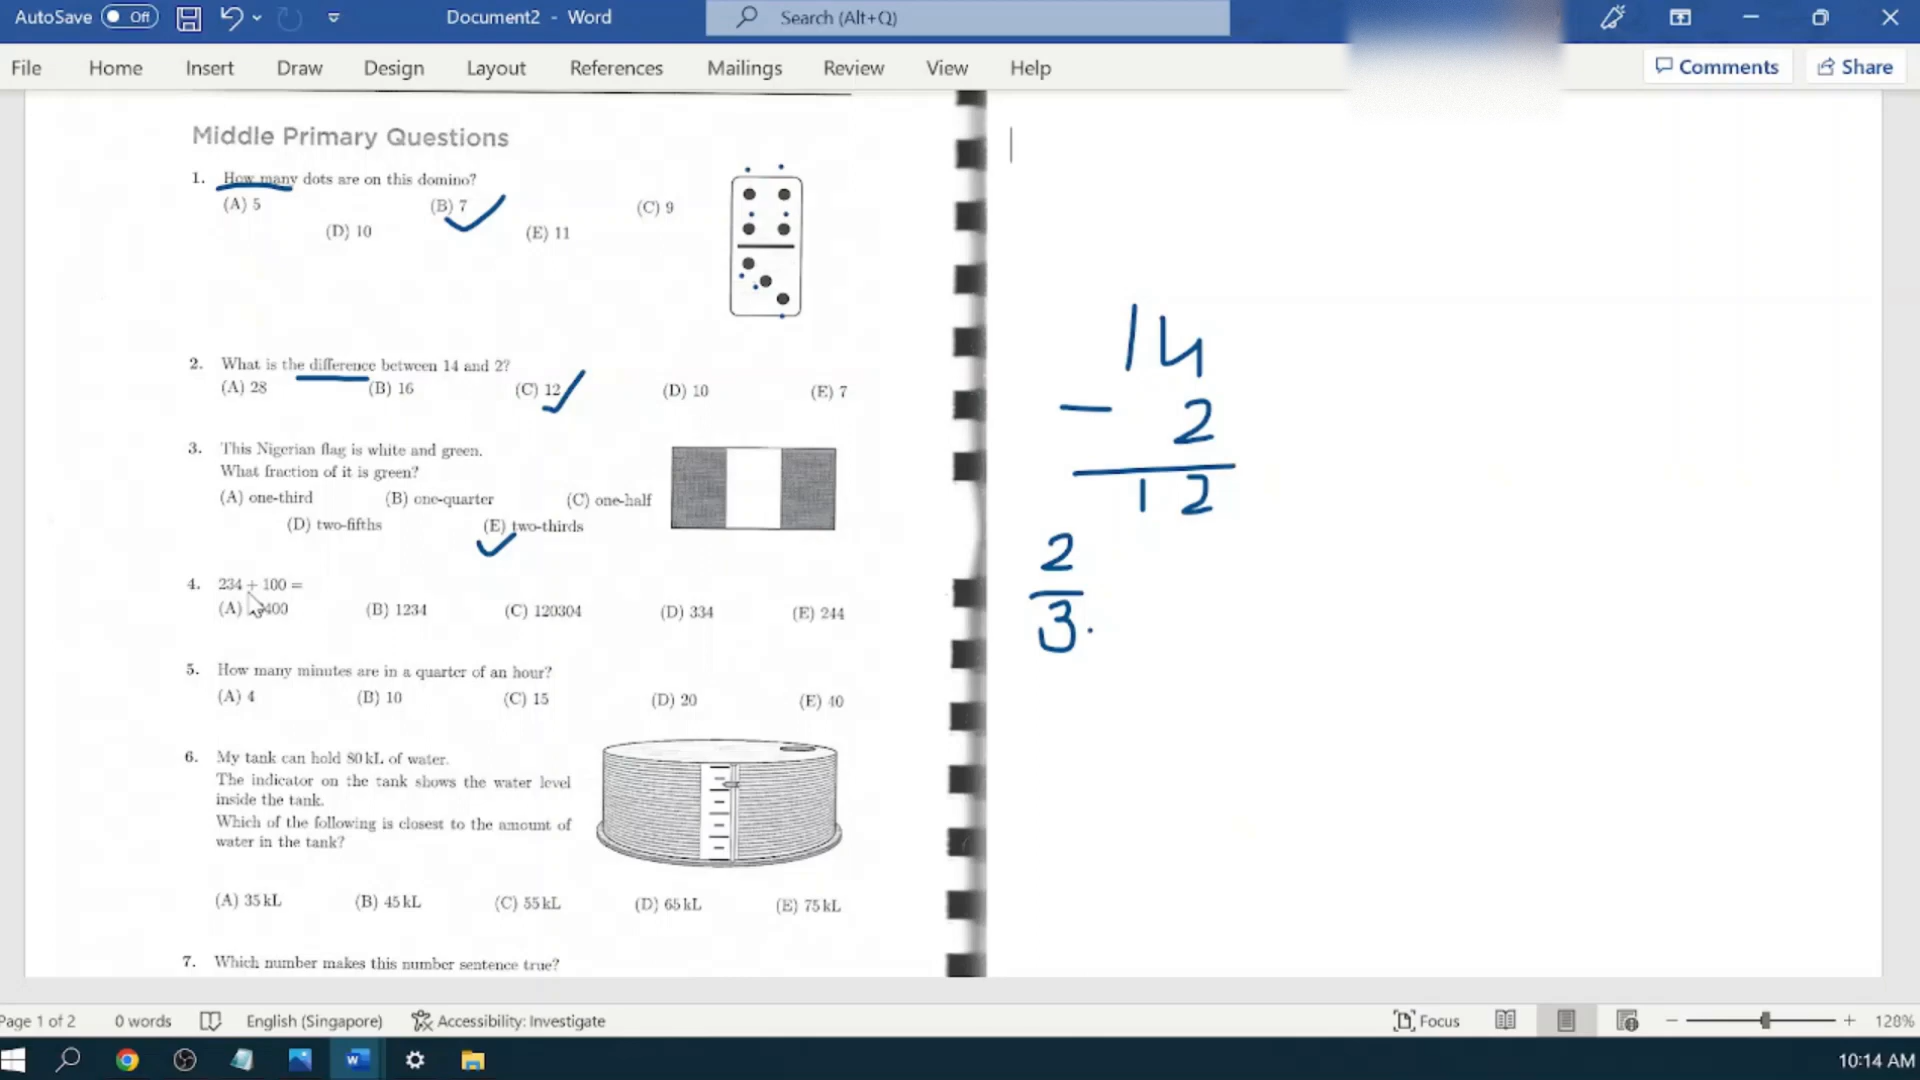 AutoSave Off Document2 - Word Search (Alt+Q)
File Home Insert Draw Design Layout References Mailings Review View Help Comments Share
Middle Primary Questions
1. How many dots are on this domino?
(A) 5 (B) 7 (C) 9
(D) 10 (E) 11
2. What is the difference between 14 and 2?
(A) 28 (B) 16 (C) 12 (D) 10 (E) 7
3. This Nigerian flag is white and green.
What fraction of it is green?
(A) one-third (B) one-quarter (C) one-half
(D) two-fifths (E) two-thirds
4. 234 + 100 =
(A) (B) 1234 (C) 120304 (D) 334 (E) 244
5. How many minutes are in a quarter of an hour?
(A) 4 (B) 10 (C) 15 (D) 20 (E) 40
6. My tank can hold 80 kL of water.
The indicator on the tank shows the water level
inside the tank.
Which of the following is closest to the amount of
water in the tank?
(A) 35 kL (B) 45 kL (C) 55 kL (D) 65 kL (E) 75 kL
7. Which number makes this number sentence true?
14
- 2
12
2
3.
Page 1 of 2 0 words English (Singapore) Accessibility: Investigate Focus 128%
10:14 AM